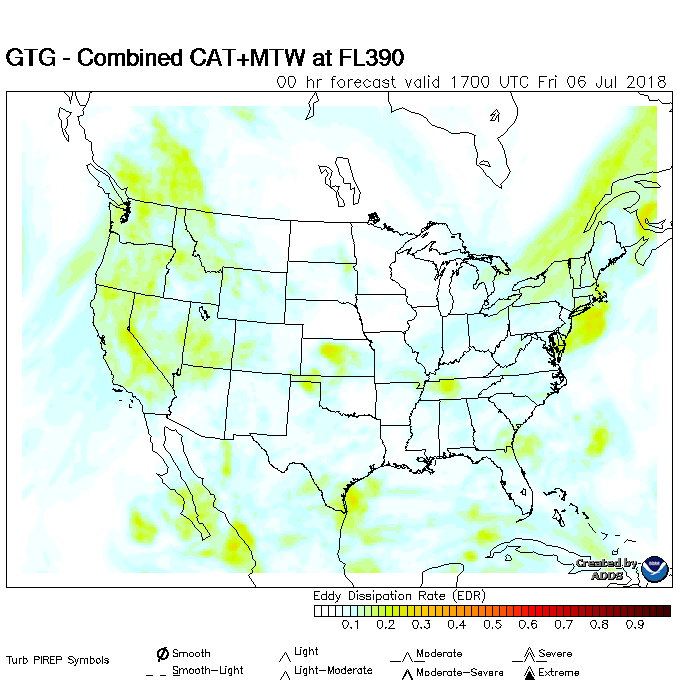 GTG - Combined CAT+MTW at FL390
00 hr forecast valid 1700 UTC Fri 06 Jul 2018
Created by
ADDS
Eddy Dissipation Rate (EDR)
0.1 0.2 0.3 0.4 0.5 0.6 0.7 0.8 0.9
Turb PIREP Symbols
Smooth Light Moderate Severe
Smooth-Light Light-Moderate Moderate-Severe Extreme